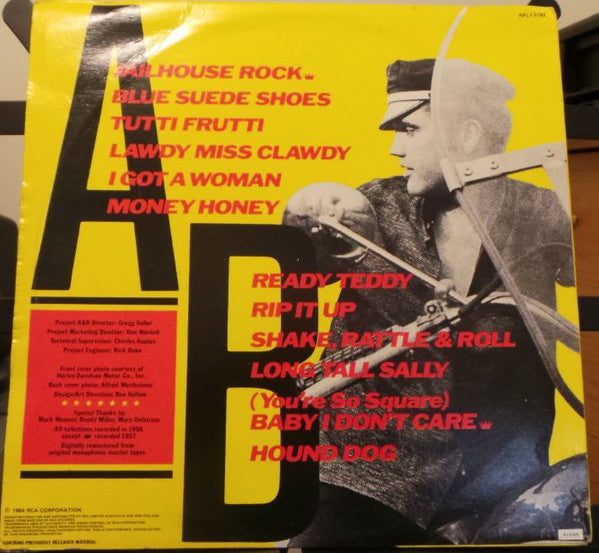 APL1 5182
A
JAILHOUSE ROCK
BLUE SUEDE SHOES
TUTTI FRUTTI
LAWDY MISS CLAWDY
I GOT A WOMAN
MONEY HONEY
B
READY TEDDY
RIP IT UP
SHAKE, RATTLE & ROLL
LONG TALL SALLY
(You're So Square)
BABY I DON'T CARE
HOUND DOG
Project A&R Director: Gregg Geller
Project Marketing Director: Don Wardell
Technical Supervision: Charles Kaplan
Project Engineer: Rick Rowe
Front cover photo courtesy of
Harley-Davidson Motor Co., Inc.
Back cover photo: Alfred Wertheimer
Design/Art Direction: Ron Kellum
Special Thanks to:
Mark Weiner, Randy Miller, Mary Delstrass
All selections recorded in 1956
except recorded 1957
Digitally remastered from
original monophonic master tapes
© 1984 RCA CORPORATION
CONTAINS PREVIOUSLY RELEASED MATERIAL